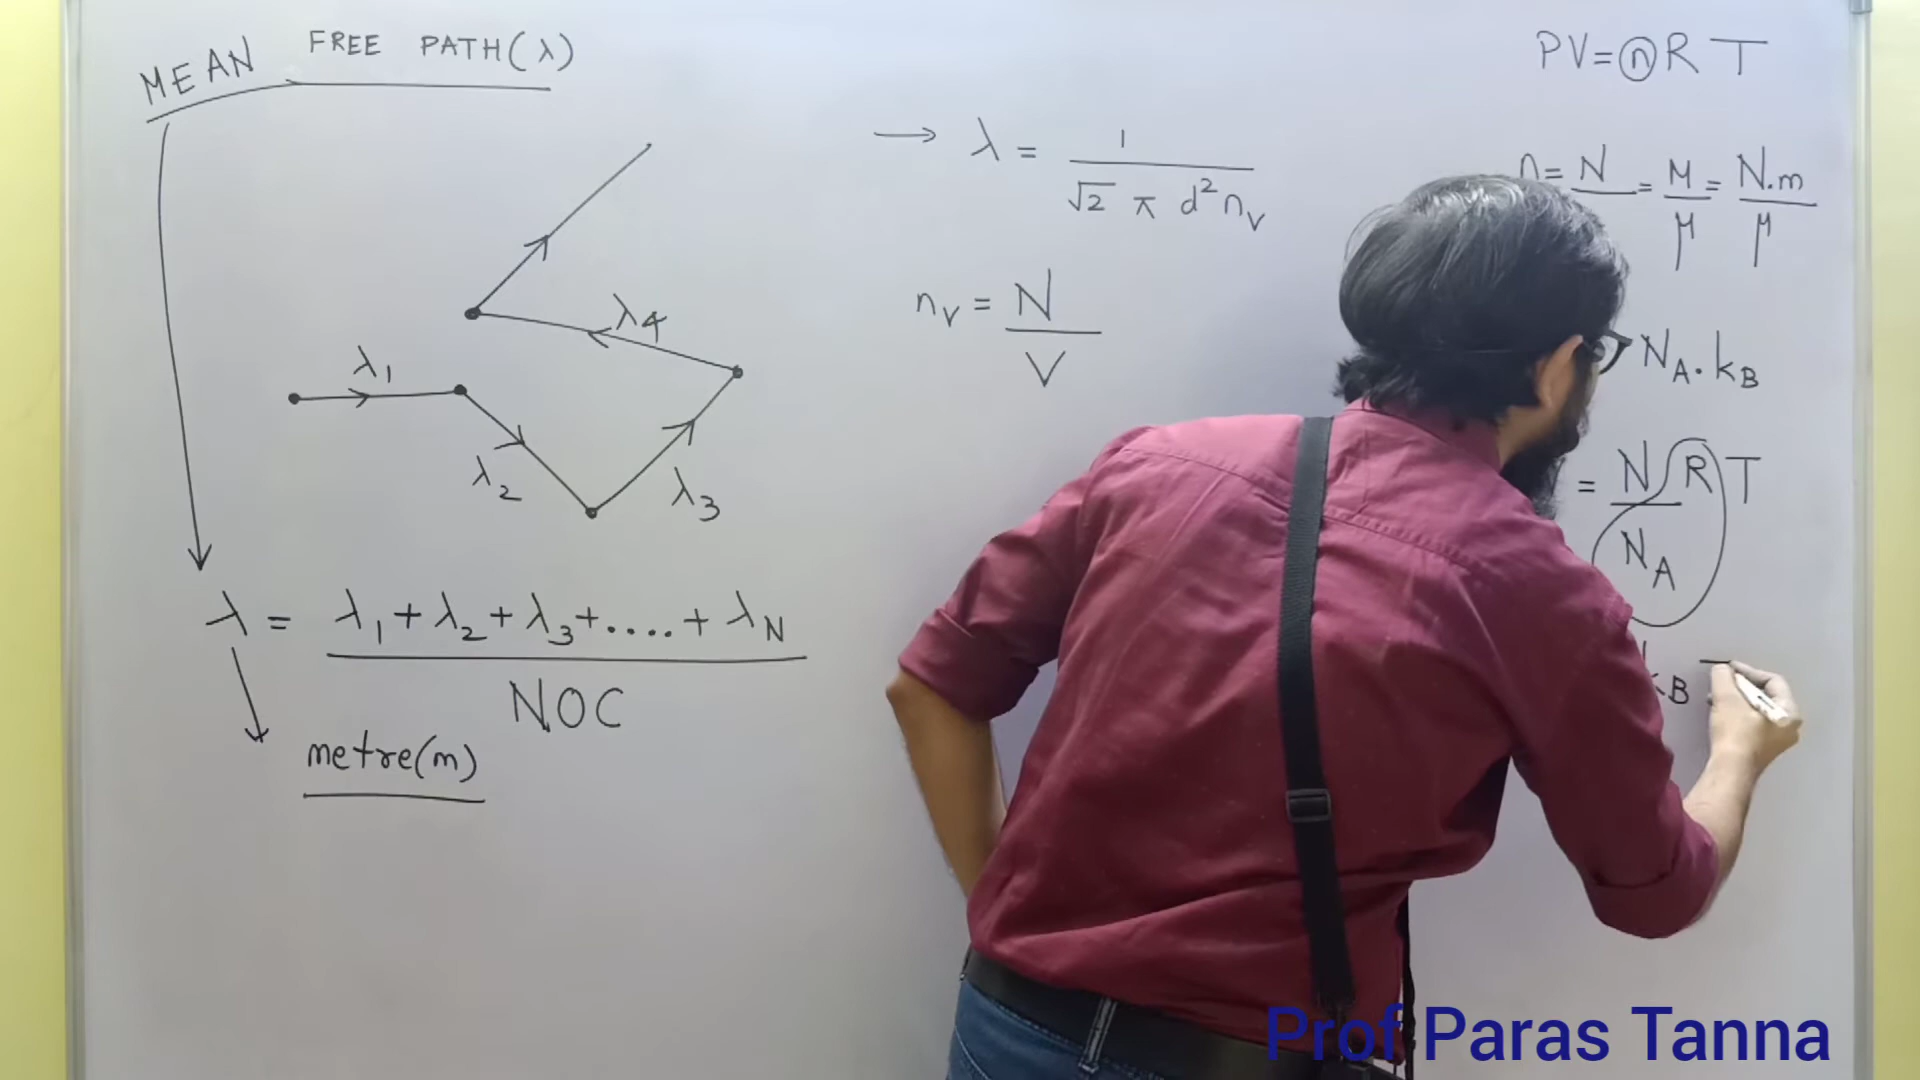 MEAN FREE PATH(λ)
λ1
λ2
λ3
λ4
λ = λ1 + λ2 + λ3 + .... + λN
NOC
metre(m)
→ λ = 1
√2 π d² nV
nV = N
V
PV = nRT
n = N = M = N.m
μ μ
NA . kB
= N R T
NA
kB
Prof Paras Tanna